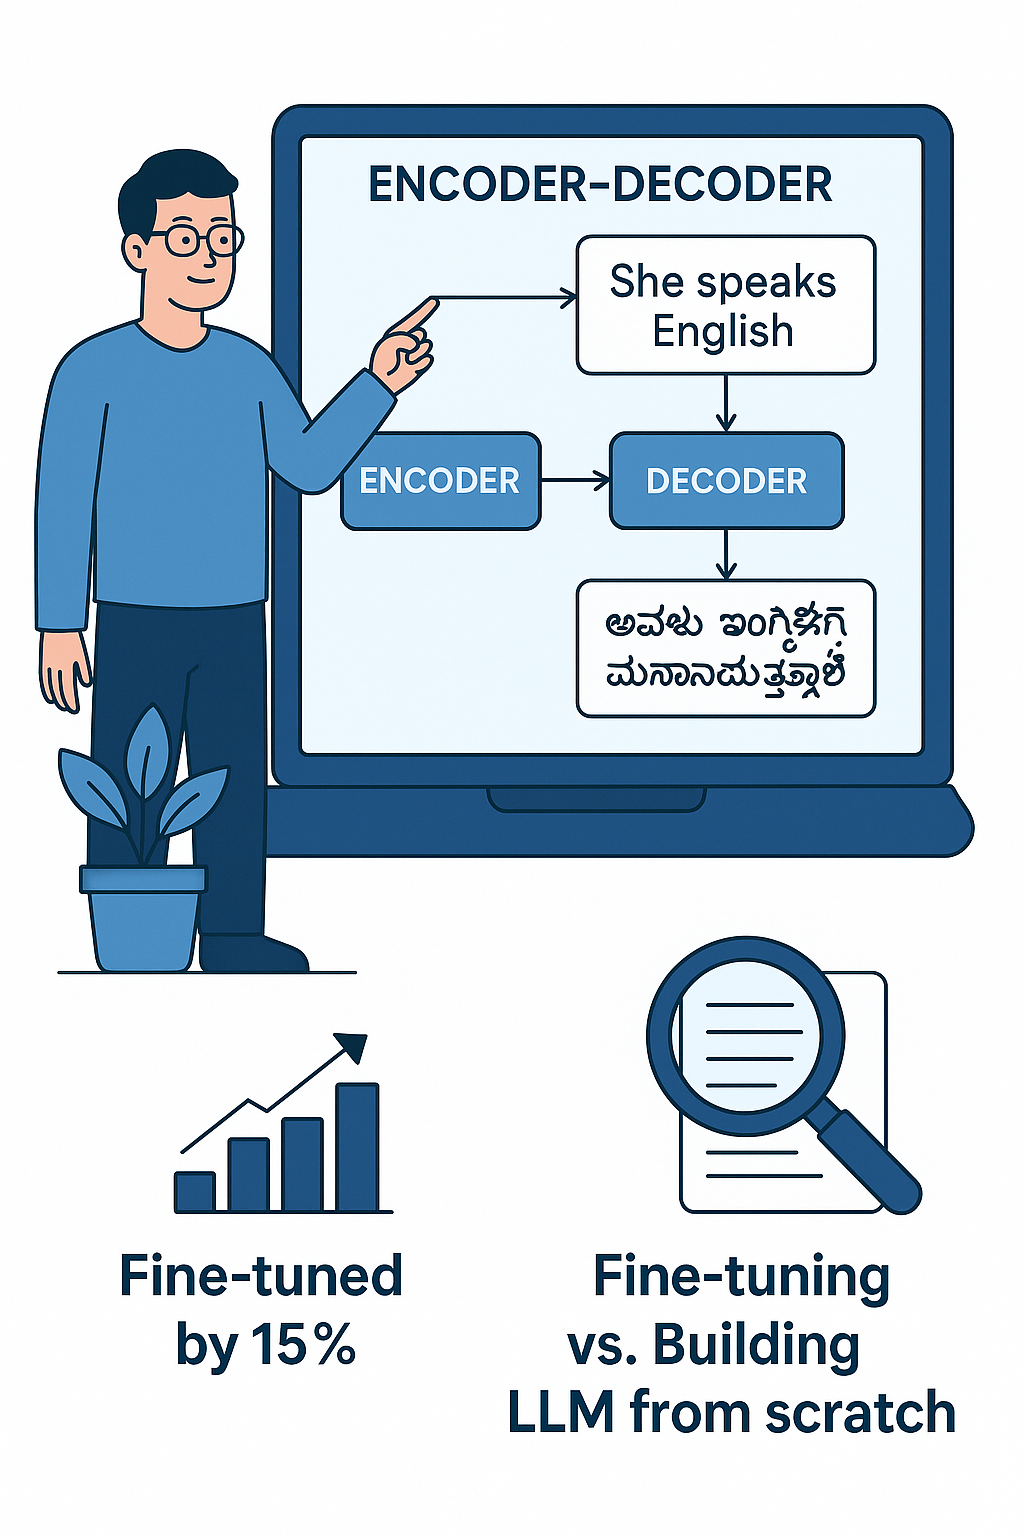 ENCODER–DECODER
She speaks
English
ENCODER
DECODER
ಅವಳು
Fine-tuned
by 15%
Fine-tuning
vs. Building
LLM from scratch